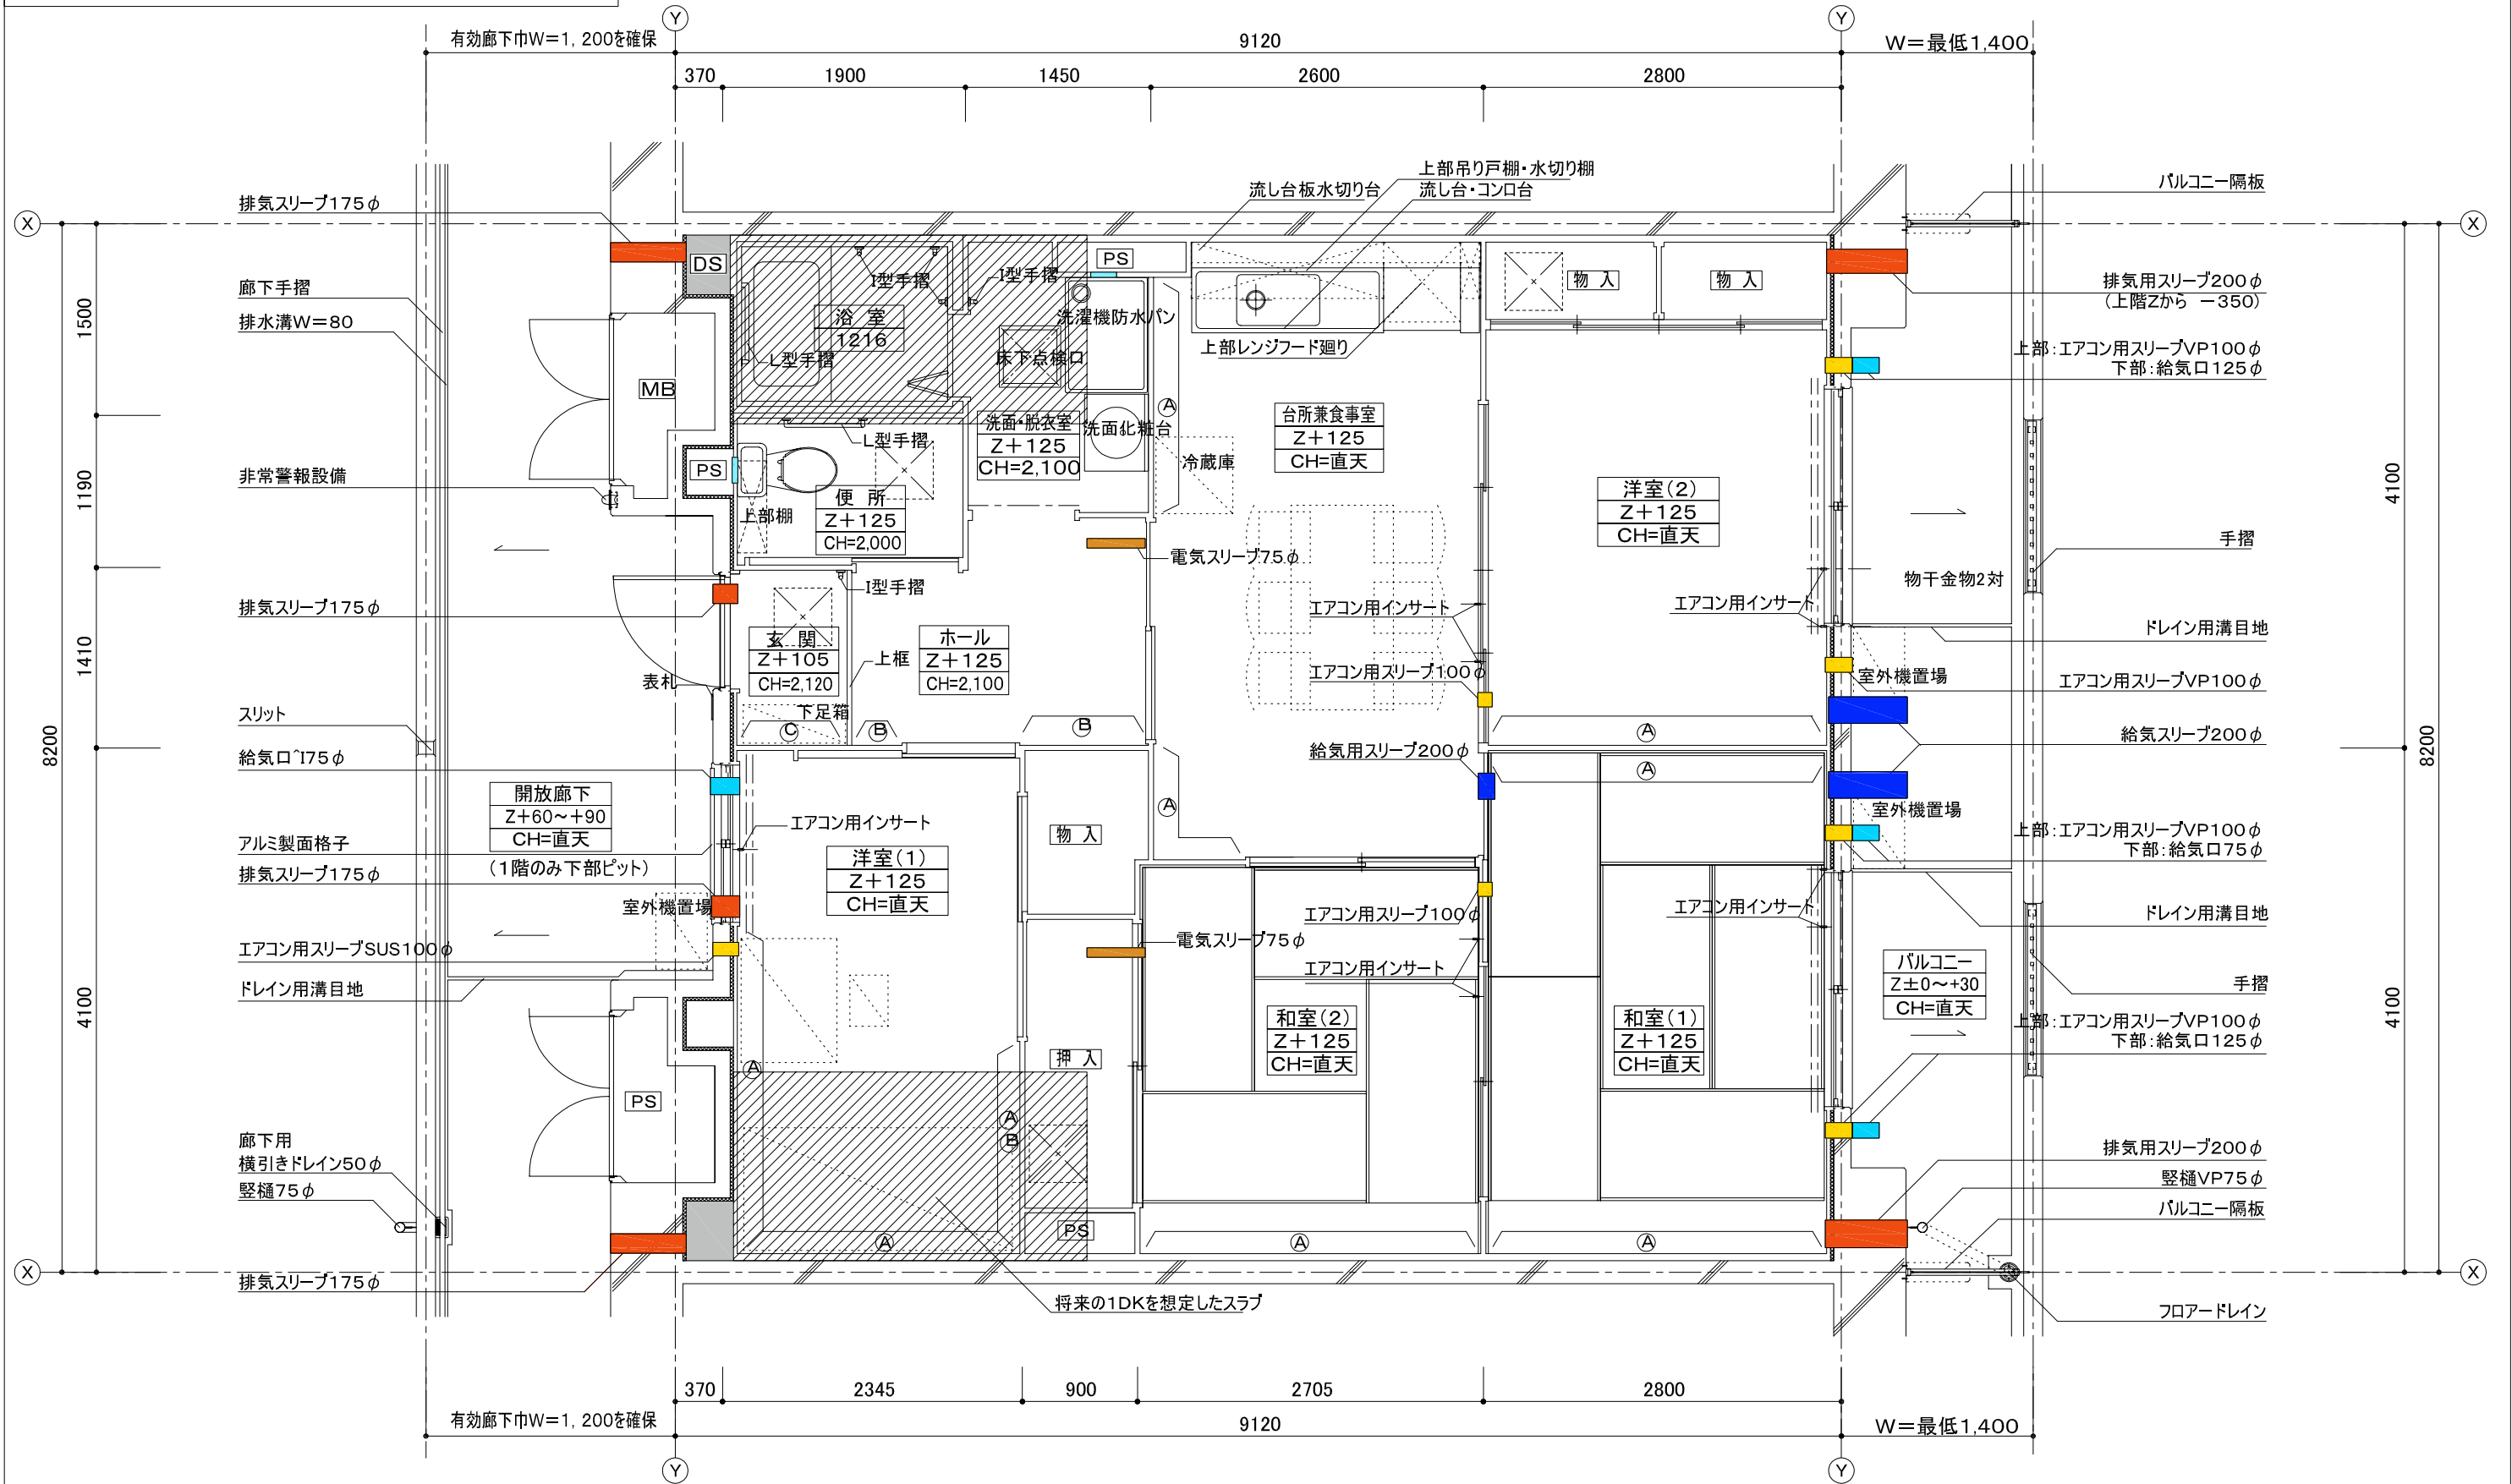 Y
Y
有効廊下巾W=1, 200を確保
9120
W=最低1,400
370
1900
1450
2600
2800
上部吊り戸棚・水切り棚
流し台板水切り台
流し台・コンロ台
バルコニー隔板
排気スリーブ175φ
X
X
DS
PS
I型手摺
I型手摺
物 入
物 入
排気用スリーブ200φ
(上階Zから －350)
廊下手摺
排水溝W=80
浴 室
1216
洗濯機防水パン
L型手摺
床下点検口
上部レンジフード廻り
上部:エアコン用スリーブVP100φ
下部:給気口125φ
1500
MB
洗面・脱衣室
Z+125
CH=2,100
洗面化粧台
A
台所兼食事室
Z+125
CH=直天
L型手摺
冷蔵庫
非常警報設備
PS
1190
便 所
Z+125
CH=2,000
上部棚
洋室(2)
Z+125
CH=直天
4100
手摺
電気スリーブ75φ
物干金物2対
I型手摺
排気スリーブ175φ
エアコン用インサート
エアコン用インサート
ドレイン用溝目地
玄 関
Z+105
CH=2,120
上框
ホール
Z+125
CH=2,100
1410
表札
エアコン用スリーブ100φ
室外機置場
エアコン用スリーブVP100φ
スリット
下足箱
C
B
B
A
8200
8200
給気口^175φ
給気用スリーブ200φ
給気スリーブ200φ
A
開放廊下
Z+60～+90
CH=直天
(1階のみ下部ピット)
A
室外機置場
エアコン用インサート
物 入
上部:エアコン用スリーブVP100φ
下部:給気口75φ
アルミ製面格子
排気スリーブ175φ
洋室(1)
Z+125
CH=直天
室外機置場
エアコン用スリーブ100φ
エアコン用インサート
ドレイン用溝目地
エアコン用スリーブSUS100φ
電気スリーブ75φ
エアコン用インサート
バルコニー
Z±0～+30
CH=直天
ドレイン用溝目地
手摺
4100
和室(2)
Z+125
CH=直天
和室(1)
Z+125
CH=直天
4100
上部:エアコン用スリーブVP100φ
下部:給気口125φ
押 入
A
PS
A
B
廊下用
横引きドレイン50φ
竪樋75φ
排気用スリーブ200φ
竪樋VP75φ
バルコニー隔板
PS
A
A
A
X
X
排気スリーブ175φ
将来の1DKを想定したスラブ
フロアードレイン
370
2345
900
2705
2800
有効廊下巾W=1, 200を確保
9120
W=最低1,400
Y
Y